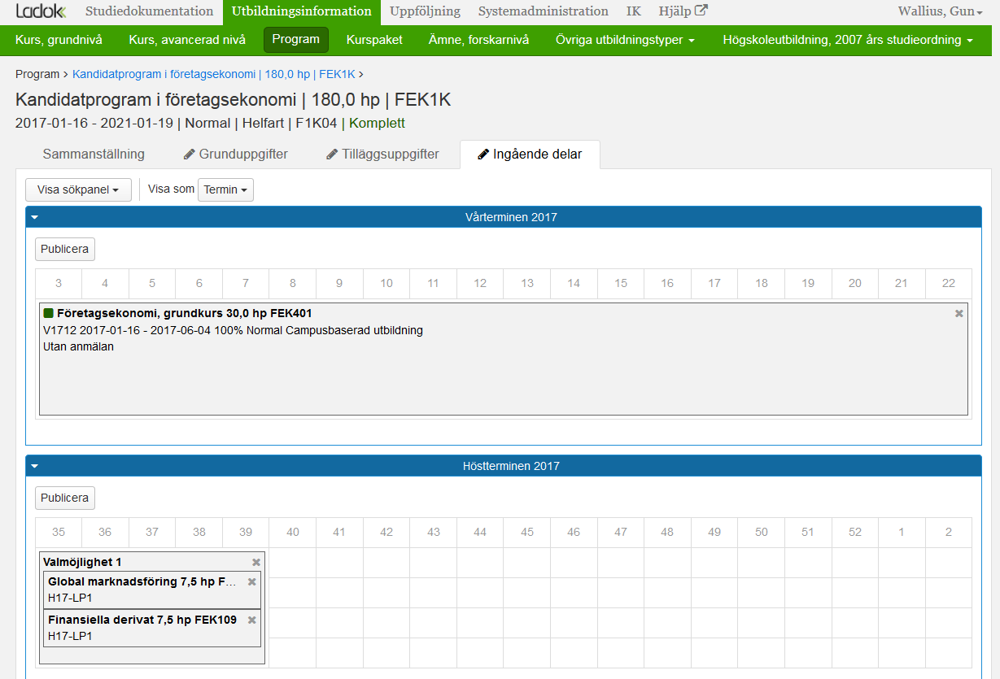 Ladok Studiedokumentation Utbildningsinformation Uppföljning Systemadministration IK Hjälp Wallius, Gun
Kurs, grundnivå Kurs, avancerad nivå Program Kurspaket Ämne, forskarnivå Övriga utbildningstyper Högskoleutbildning, 2007 års studieordning
Program > Kandidatprogram i företagsekonomi | 180,0 hp | FEK1K >
Kandidatprogram i företagsekonomi | 180,0 hp | FEK1K
2017-01-16 - 2021-01-19 | Normal | Helfart | F1K04 | Komplett
Sammanställning Grunduppgifter Tilläggsuppgifter Ingående delar
Visa sökpanel Visa som Termin
Vårterminen 2017
Publicera
3 4 5 6 7 8 9 10 11 12 13 14 15 16 17 18 19 20 21 22
Företagsekonomi, grundkurs 30,0 hp FEK401
V1712 2017-01-16 - 2017-06-04 100% Normal Campusbaserad utbildning
Utan anmälan
Höstterminen 2017
Publicera
35 36 37 38 39 40 41 42 43 44 45 46 47 48 49 50 51 52 1 2
Valmöjlighet 1
Global marknadsföring 7,5 hp F...
H17-LP1
Finansiella derivat 7,5 hp FEK109
H17-LP1